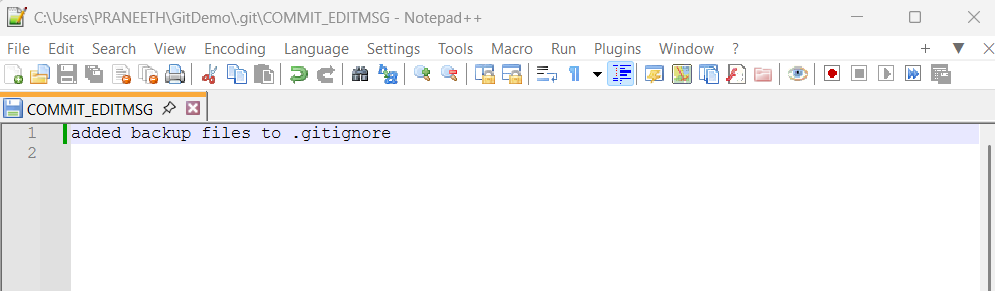 C:\Users\PRANEETH\GitDemo\.git\COMMIT_EDITMSG - Notepad++
File Edit Search View Encoding Language Settings Tools Macro Run Plugins Window ?
COMMIT_EDITMSG
1 added backup files to .gitignore
2